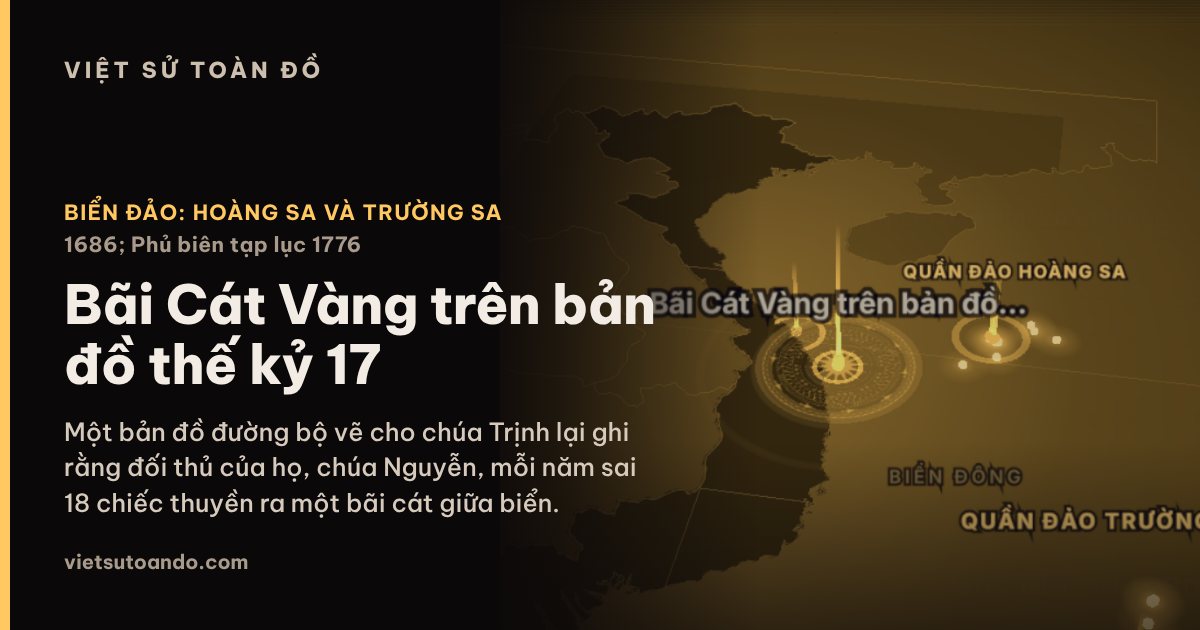 VIỆT SỬ TOÀN ĐỒ
BIỂN ĐẢO: HOÀNG SA VÀ TRƯỜNG SA
1686; Phủ biên tạp lục 1776
Bãi Cát Vàng trên bản
đồ thế kỷ 17
Một bản đồ đường bộ vẽ cho chúa Trịnh lại ghi
rằng đối thủ của họ, chúa Nguyễn, mỗi năm sai
18 chiếc thuyền ra một bãi cát giữa biển.
vietsutoando.com
QUẦN ĐẢO HOÀNG SA
Bãi Cát Vàng trên bản đồ...
BIỂN ĐÔNG
QUẦN ĐẢO